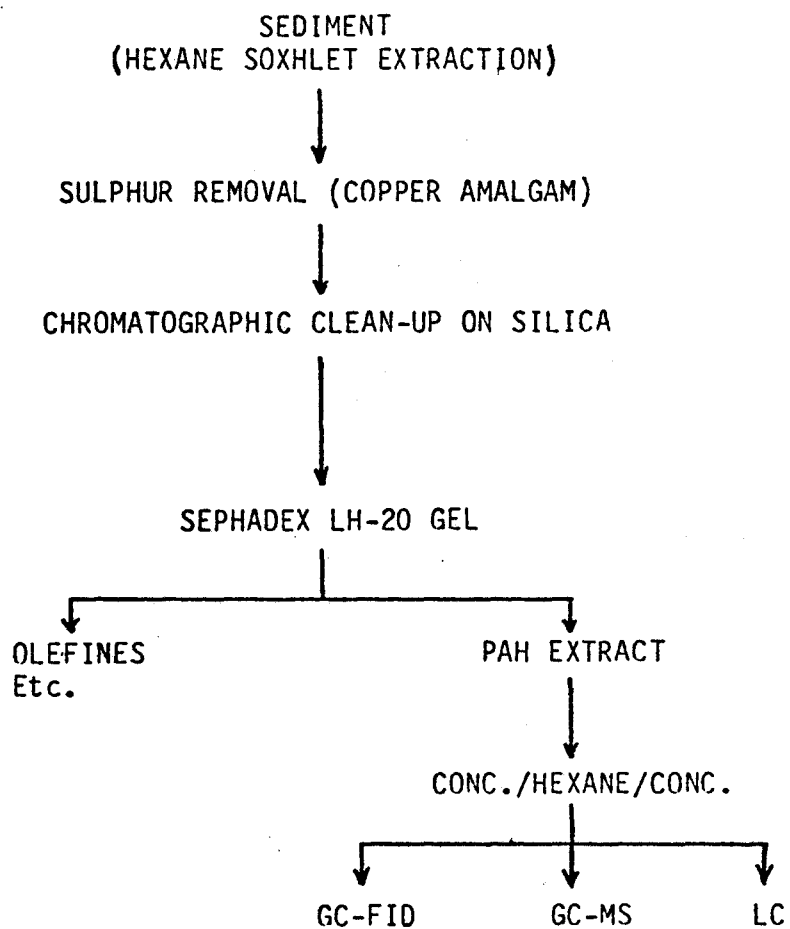 SEDIMENT
(HEXANE SOXHLET EXTRACTION)
SULPHUR REMOVAL (COPPER AMALGAM)
CHROMATOGRAPHIC CLEAN-UP ON SILICA
SEPHADEX LH-20 GEL
OLEFINES
Etc.
PAH EXTRACT
CONC./HEXANE/CONC.
GC-FID
GC-MS
LC